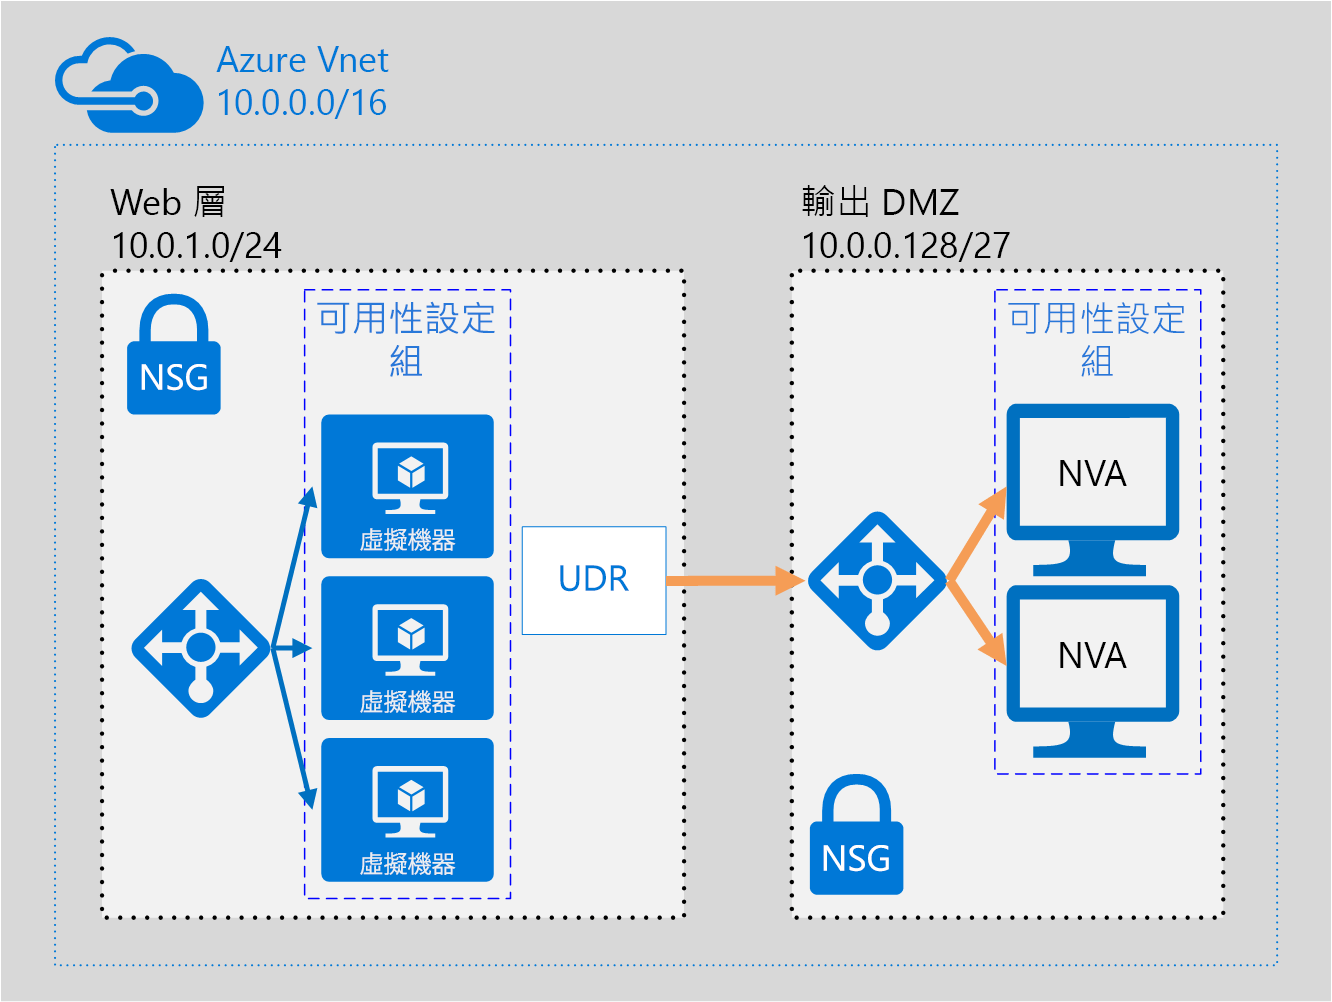 Azure Vnet
10.0.0.0/16
Web 層
10.0.1.0/24
NSG
可用性設定
組
虛擬機器
虛擬機器
虛擬機器
UDR
輸出 DMZ
10.0.0.128/27
可用性設定
組
NVA
NVA
NSG